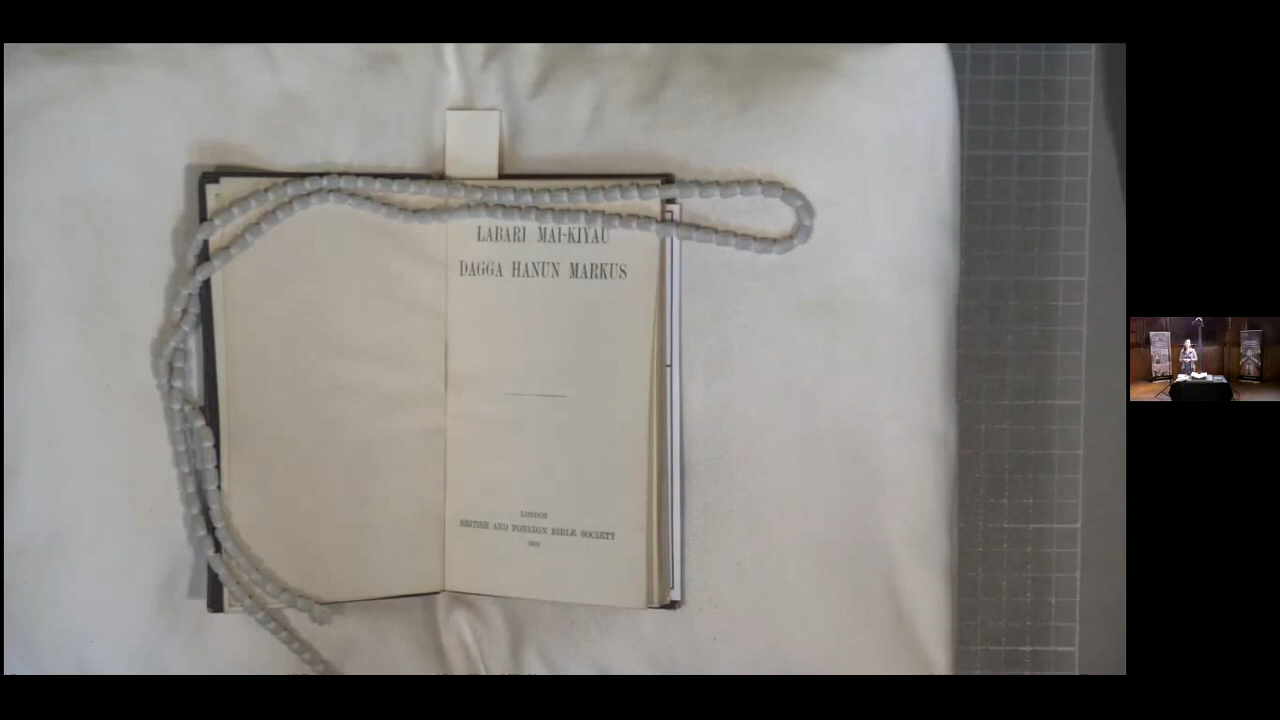 LABARI MAI-KIYAU
DAGGA HANUN MARKUS
LONDON
BRITISH AND FOREIGN BIBLE SOCIETY